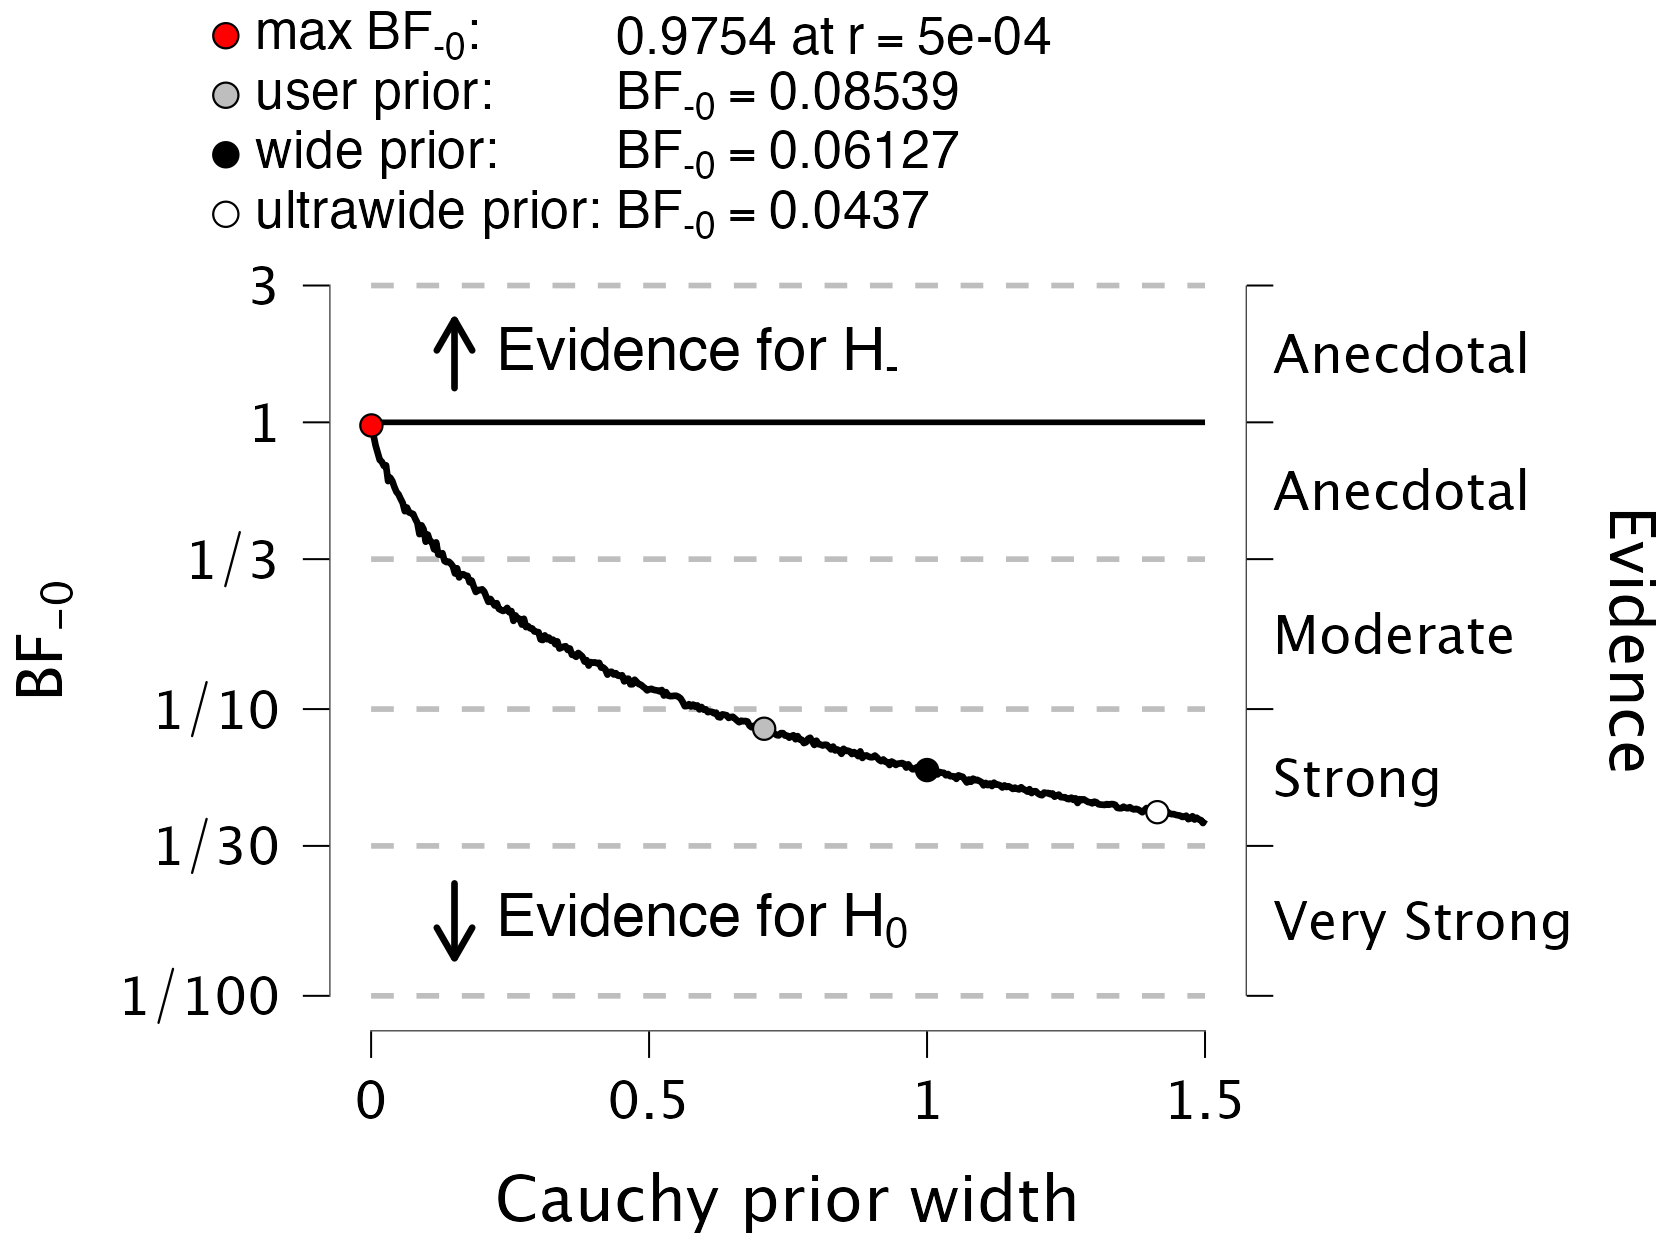 max BF-0: 0.9754 at r = 5e-04
user prior: BF-0 = 0.08539
wide prior: BF-0 = 0.06127
ultrawide prior: BF-0 = 0.0437
3
1
1/3
1/10
1/30
1/100
BF-0
Evidence for H-
Evidence for H0
Anecdotal
Anecdotal
Moderate
Strong
Very Strong
Evidence
0 0.5 1 1.5
Cauchy prior width